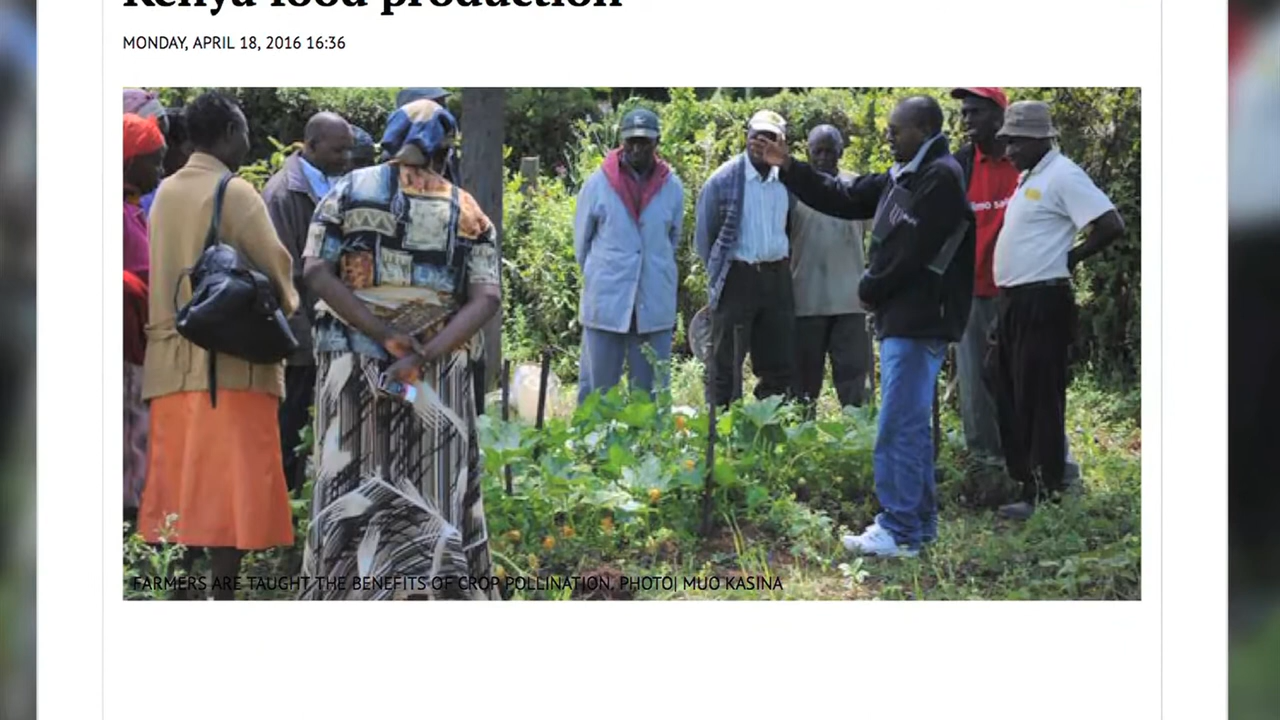 Kenya food production
MONDAY, APRIL 18, 2016 16:36
FARMERS ARE TAUGHT THE BENEFITS OF CROP POLLINATION. PHOTO| MUO KASINA